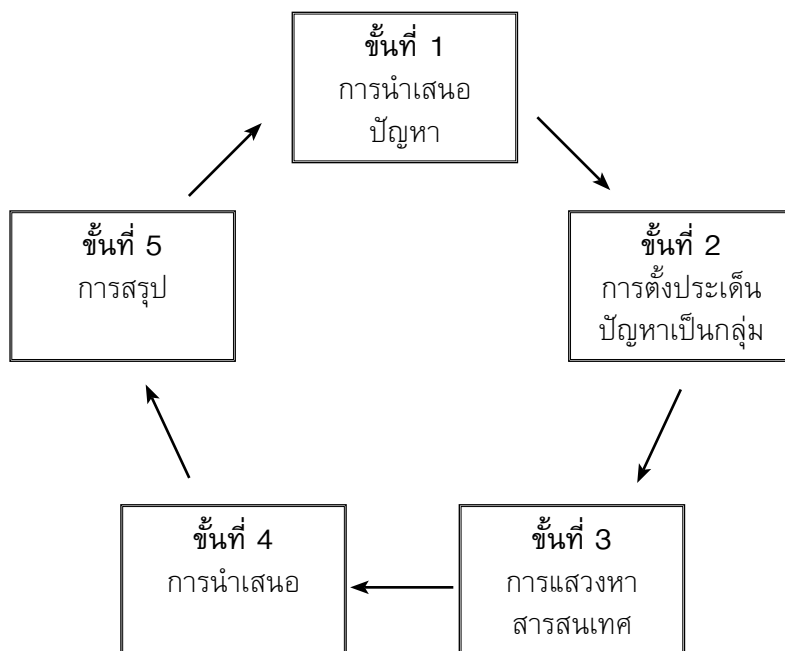 ขั้นที่ 1
การนำเสนอ
ปัญหา
ขั้นที่ 2
การตั้งประเด็น
ปัญหาเป็นกลุ่ม
ขั้นที่ 3
การแสวงหา
สารสนเทศ
ขั้นที่ 4
การนำเสนอ
ขั้นที่ 5
การสรุป